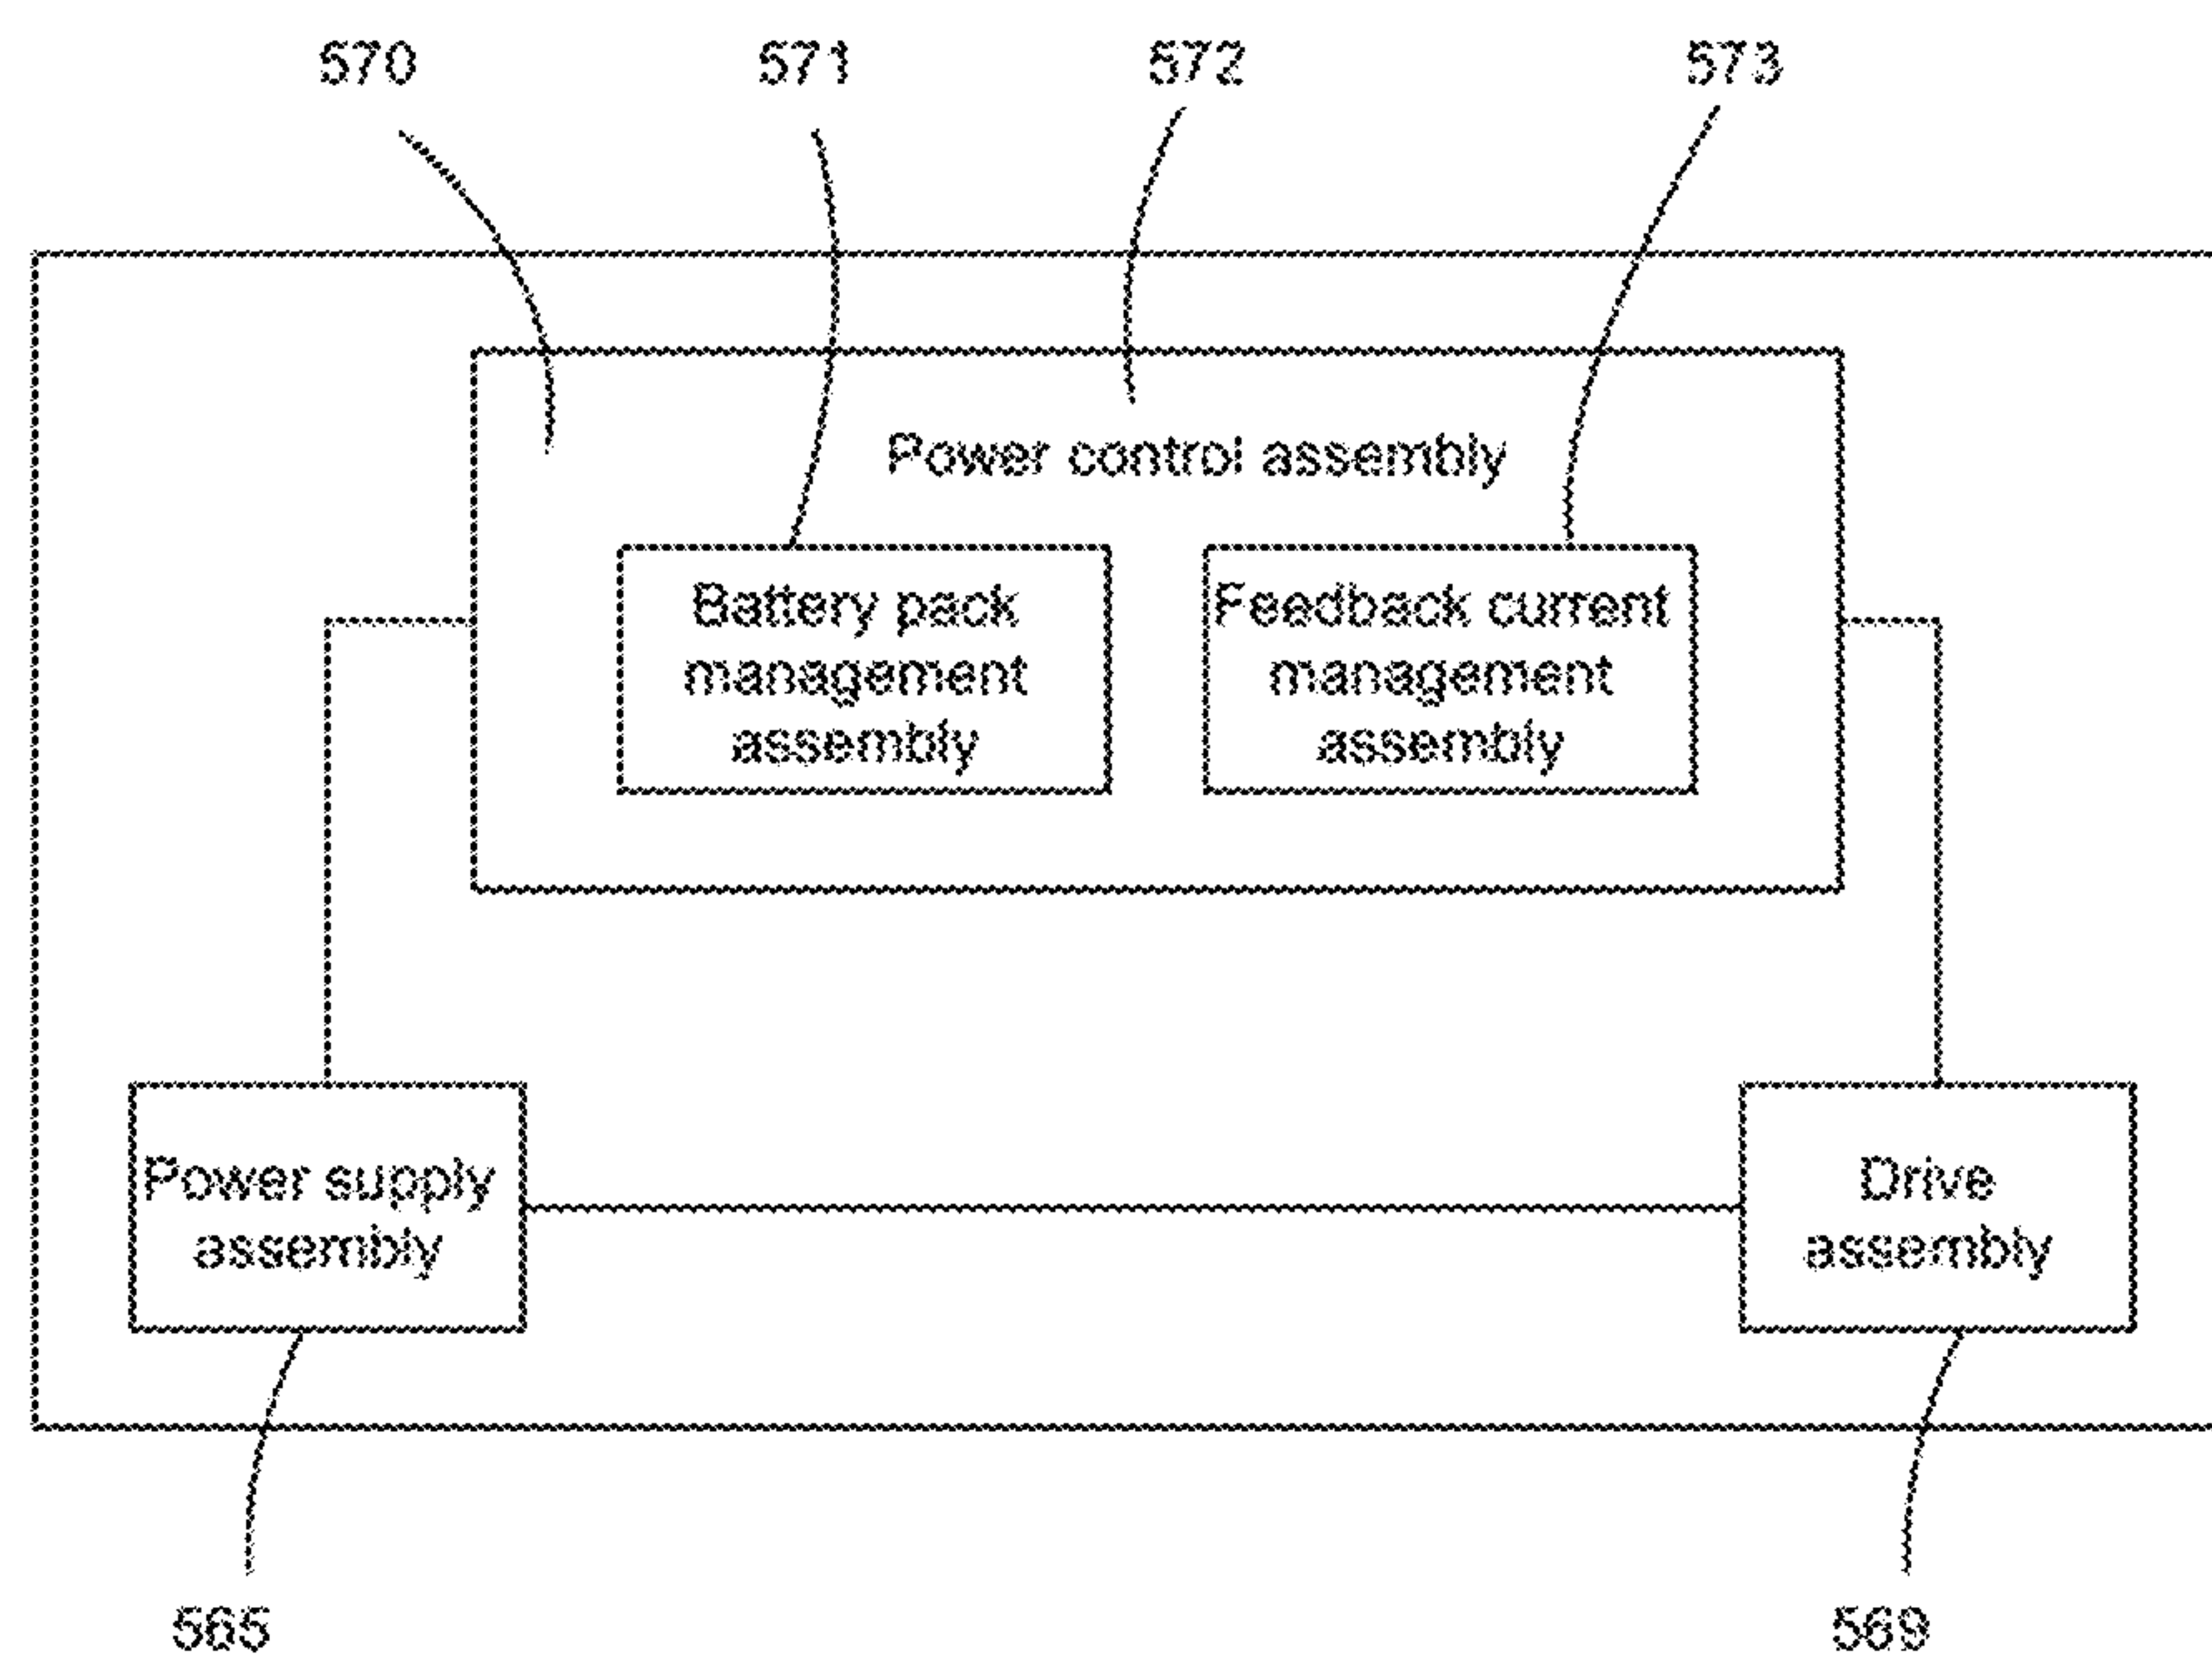 570 571 572 573
Power control assembly
Battery pack
management
assembly
Feedback current
management
assembly
Power supply
assembly
Drive
assembly
565 569